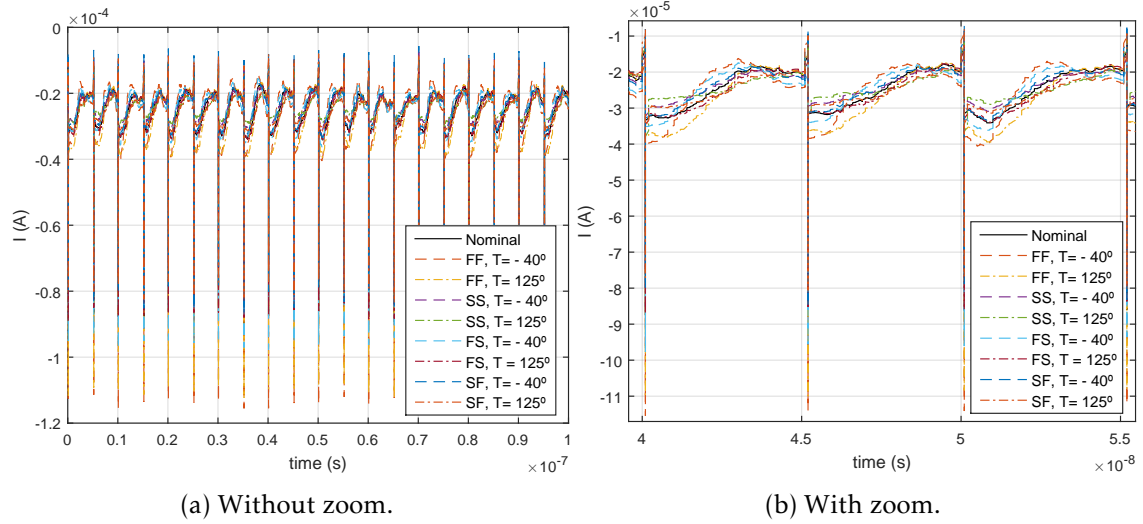 ×10⁻⁴
0
-0.2
-0.4
-0.6
-0.8
-1
-1.2
I (A)
0 0.1 0.2 0.3 0.4 0.5 0.6 0.7 0.8 0.9 1
time (s)
×10⁻⁷
Nominal
FF, T= - 40º
FF, T= 125º
SS, T= - 40º
SS, T= 125º
FS, T= - 40º
FS, T = 125º
SF, T= - 40º
SF, T= 125º
(a) Without zoom.
×10⁻⁵
-1
-2
-3
-4
-5
-6
-7
-8
-9
-10
-11
I (A)
4 4.5 5 5.5
time (s)
×10⁻⁸
Nominal
FF, T= - 40º
FF, T= 125º
SS, T= - 40º
SS, T= 125º
FS, T= - 40º
FS, T = 125º
SF, T= - 40º
SF, T= 125º
(b) With zoom.